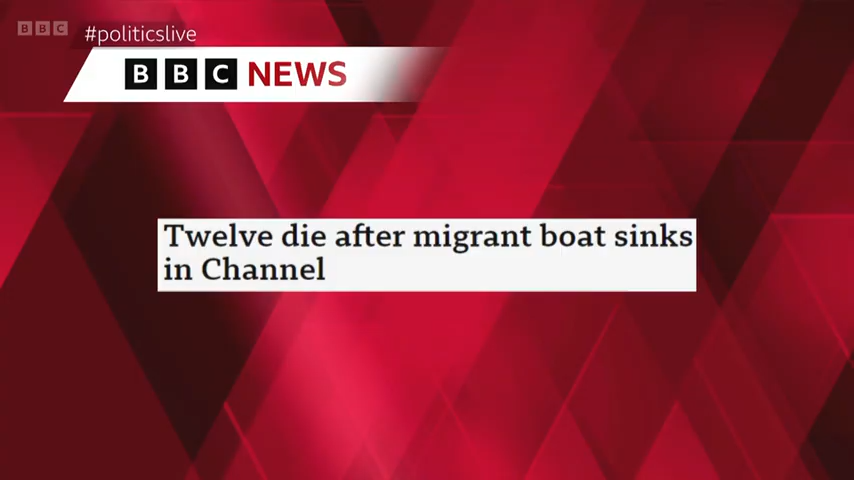 BBC
#politicslive
BBC NEWS
Twelve die after migrant boat sinks
in Channel